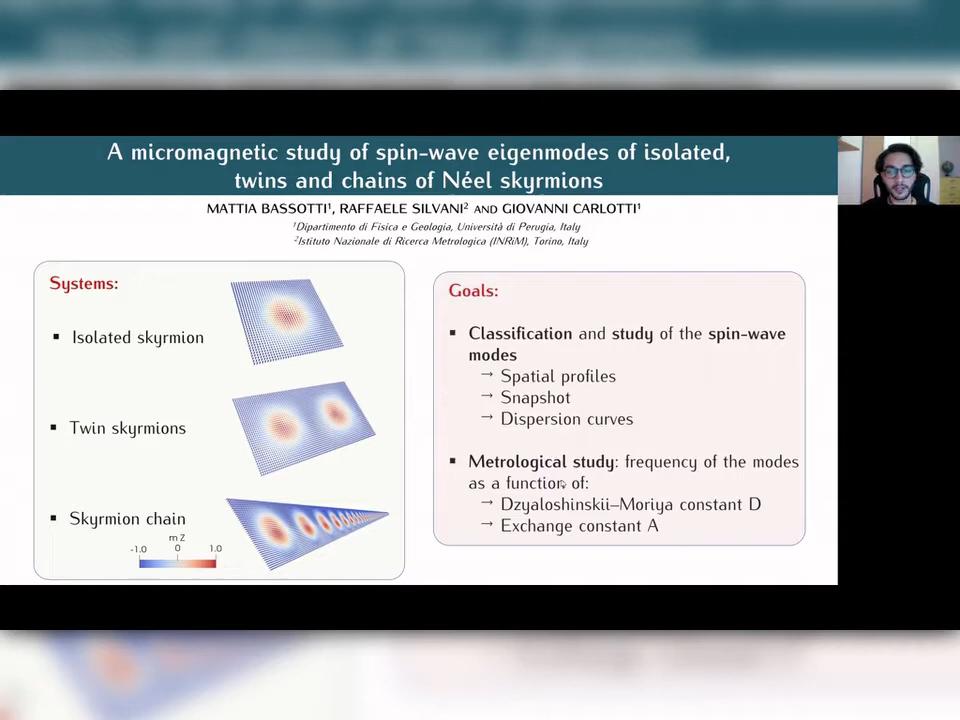 A micromagnetic study of spin-wave eigenmodes of isolated,
twins and chains of Néel skyrmions
MATTIA BASSOTTI¹, RAFFAELE SILVANI² AND GIOVANNI CARLOTTI¹
¹Dipartimento di Fisica e Geologia, Università di Perugia, Italy
²Istituto Nazionale di Ricerca Metrologica (INRiM), Torino, Italy
Systems:
▪ Isolated skyrmion
▪ Twin skyrmions
▪ Skyrmion chain
m Z
-1.0 0 1.0
Goals:
▪ Classification and study of the spin-wave
modes
→ Spatial profiles
→ Snapshot
→ Dispersion curves
▪ Metrological study: frequency of the modes
as a function of:
→ Dzyaloshinskii–Moriya constant D
→ Exchange constant A